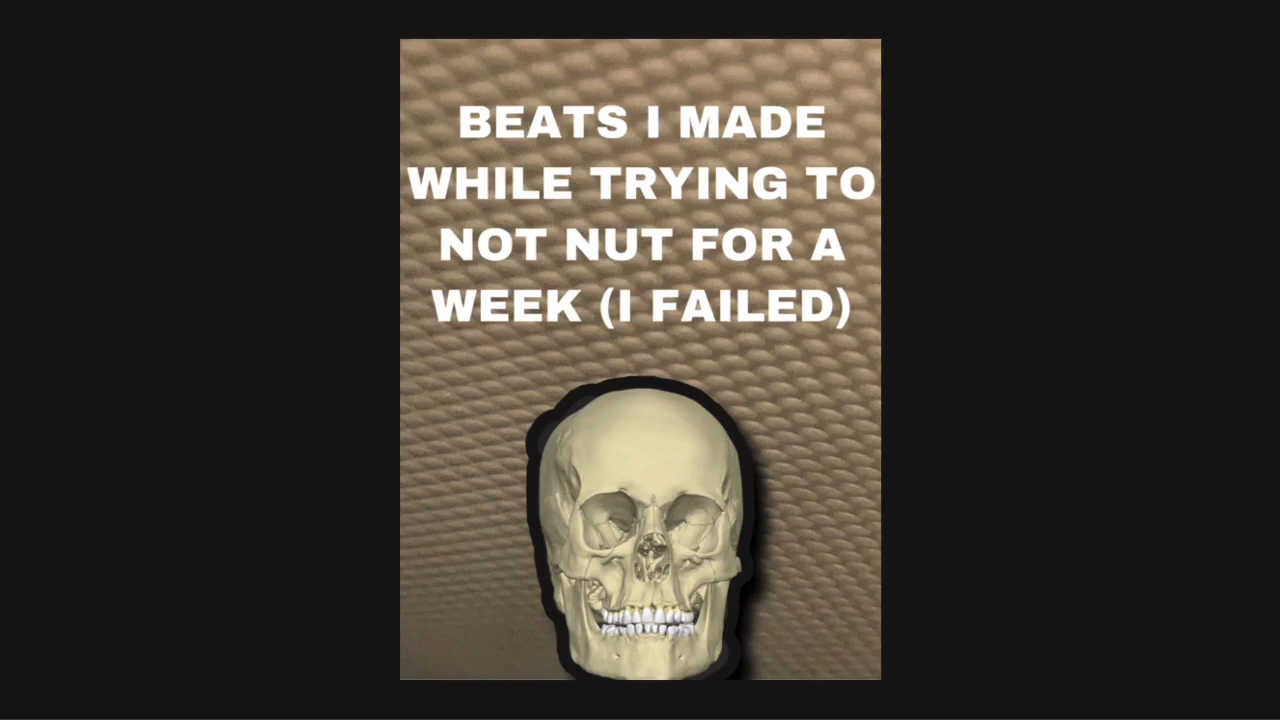 BEATS I MADE
WHILE TRYING TO
NOT NUT FOR A
WEEK (I FAILED)